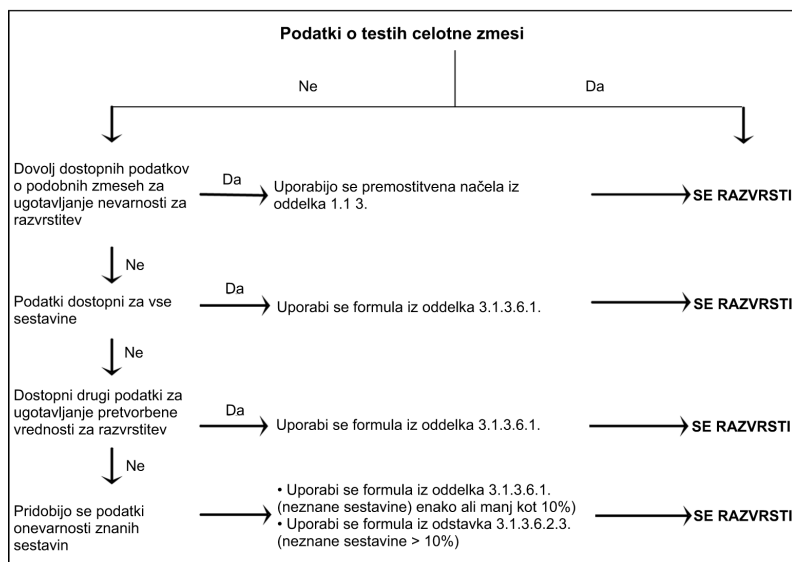 Podatki o testih celotne zmesi
Ne
Da
Dovolj dostopnih podatkov
o podobnih zmeseh za
ugotavljanje nevarnosti za
razvrstitev
Da
Uporabijo se premostitvena načela iz
oddelka 1.1 3.
SE RAZVRSTI
Ne
Podatki dostopni za vse
sestavine
Da
Uporabi se formula iz oddelka 3.1.3.6.1.
SE RAZVRSTI
Ne
Dostopni drugi podatki za
ugotavljanje pretvorbene
vrednosti za razvrstitev
Da
Uporabi se formula iz oddelka 3.1.3.6.1.
SE RAZVRSTI
Ne
Pridobijo se podatki
onevarnosti znanih
sestavin
• Uporabi se formula iz oddelka 3.1.3.6.1.
(neznane sestavine) enako ali manj kot 10%)
• Uporabi se formula iz odstavka 3.1.3.6.2.3.
(neznane sestavine > 10%)
SE RAZVRSTI